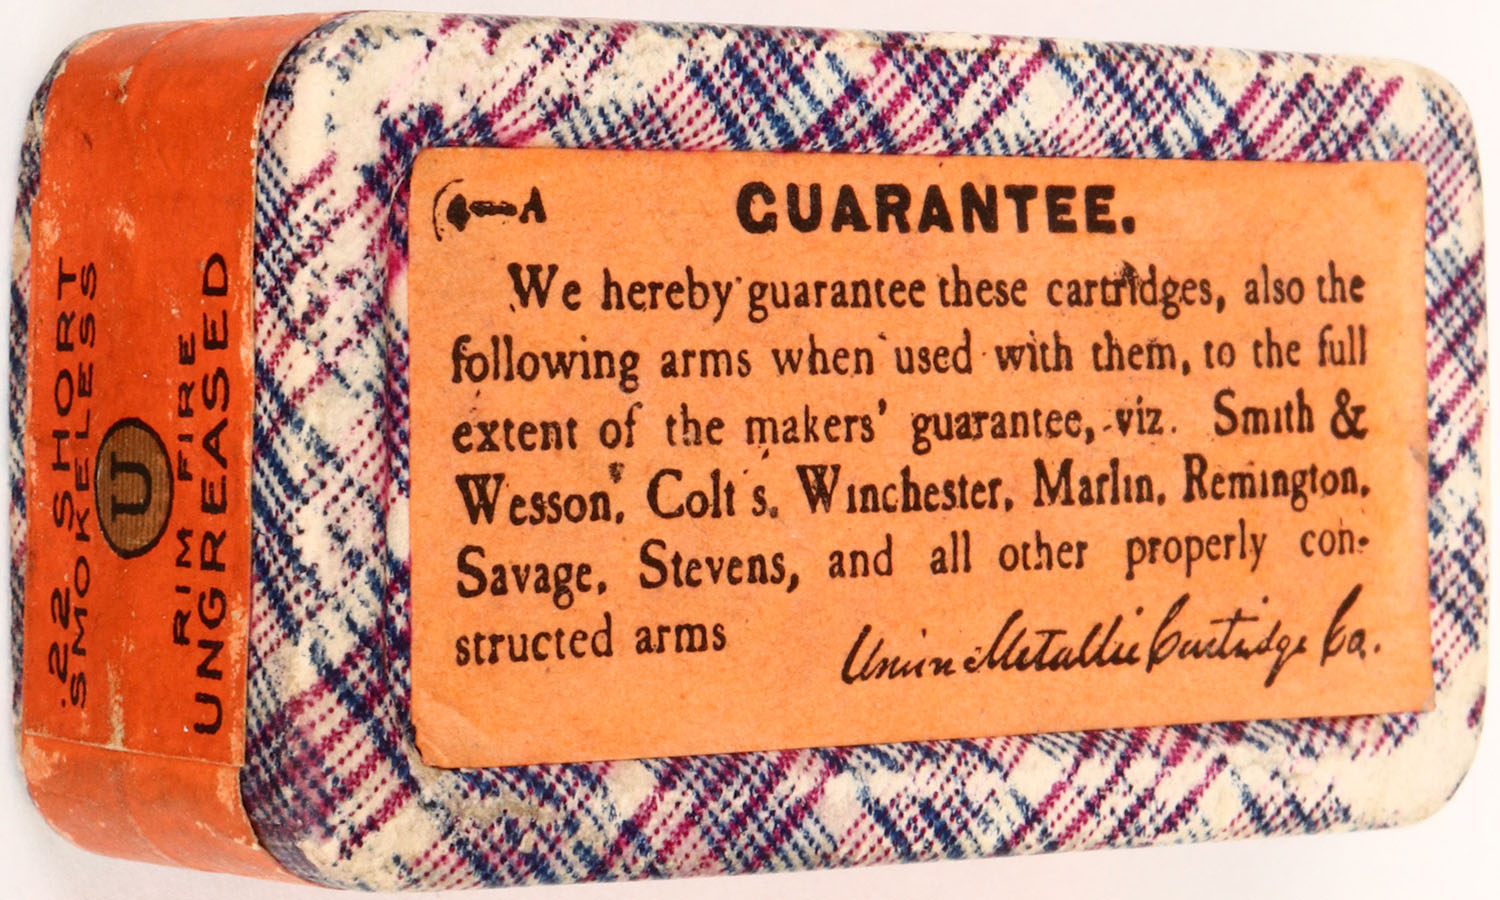 .22 SHORT
SMOKELESS
U
RIM FIRE
UNGREASED
A
GUARANTEE.
We hereby guarantee these cartridges, also the
following arms when used with them, to the full
extent of the makers' guarantee, viz. Smith &
Wesson, Colt's, Winchester, Marlin, Remington,
Savage, Stevens, and all other properly con-
structed arms
Union Metallic Cartridge Co.